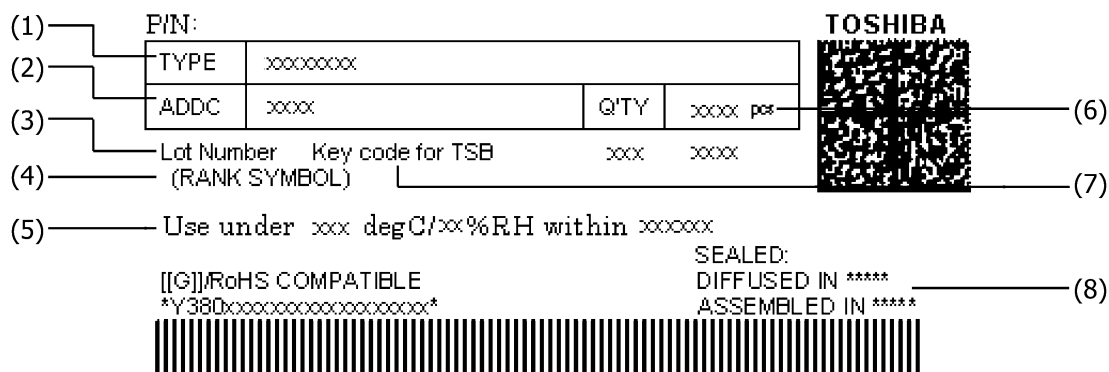 P/N:
TOSHIBA
(1)
TYPE xxxxxxxx
(2)
ADDC xxxx Q'TY xxxx pcs
(6)
(3)
Lot Number Key code for TSB xxx xxxx
(4)
(RANK SYMBOL)
(7)
(5)
Use under xxx degC/xx%RH within xxxxxx
SEALED:
[[G]]/RoHS COMPATIBLE DIFFUSED IN *****
(8)
*Y380xxxxxxxxxxxxxxxxxx* ASSEMBLED IN *****